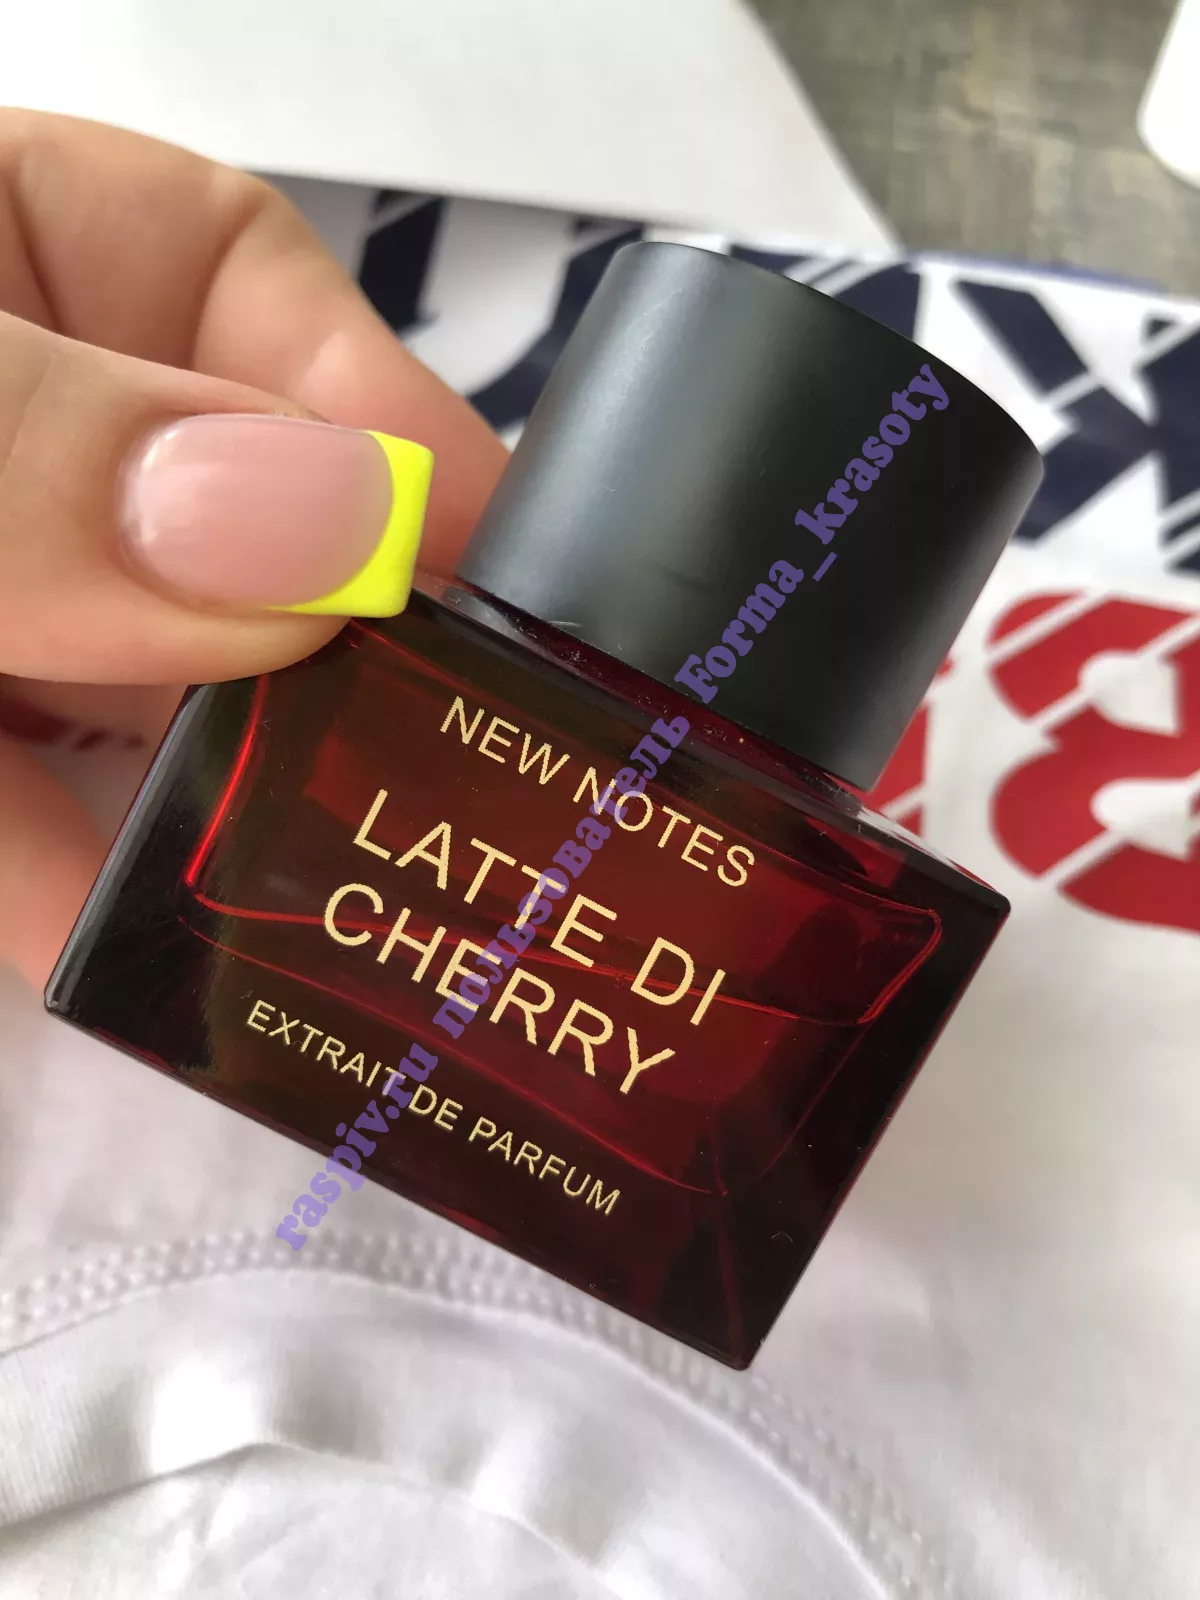 NEW NOTES
LATTE DI
CHERRY
EXTRAIT DE PARFUM
raspiv.ru пользователь Forma_krasoty